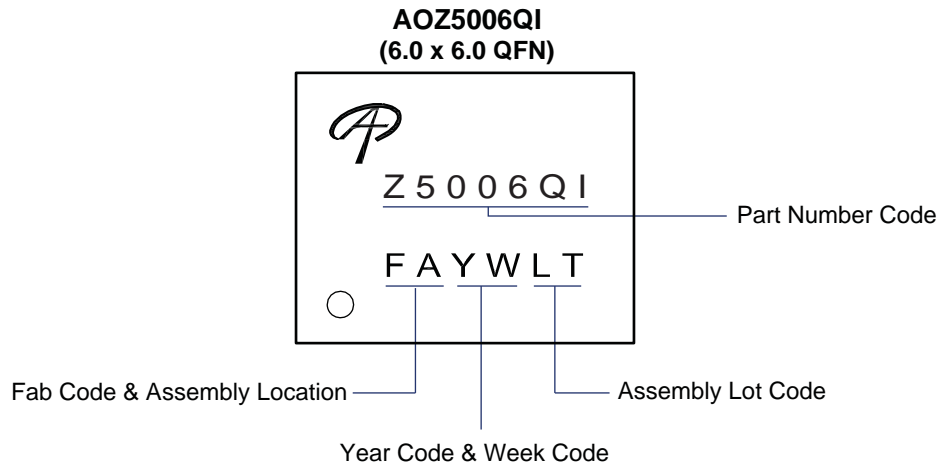 AOZ5006QI
(6.0 x 6.0 QFN)
Z5006QI
Part Number Code
FAYWLT
Fab Code & Assembly Location
Assembly Lot Code
Year Code & Week Code